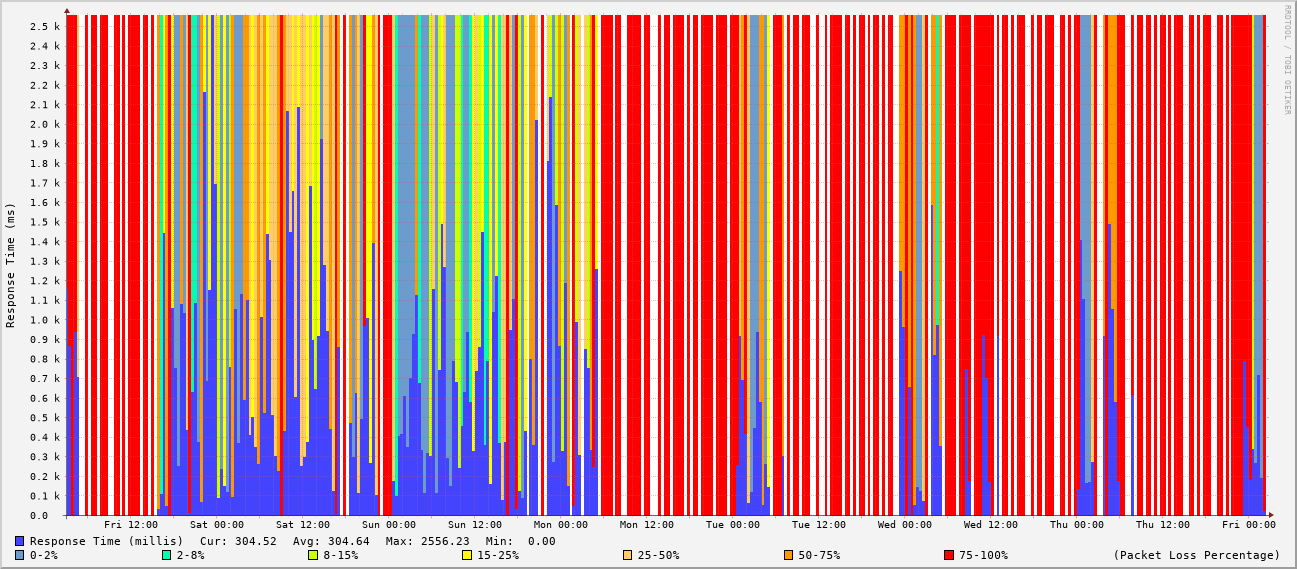 RRDTOOL / TOBI OETIKER
Response Time (ms)
2.5 k
2.4 k
2.3 k
2.2 k
2.1 k
2.0 k
1.9 k
1.8 k
1.7 k
1.6 k
1.5 k
1.4 k
1.3 k
1.2 k
1.1 k
1.0 k
0.9 k
0.8 k
0.7 k
0.6 k
0.5 k
0.4 k
0.3 k
0.2 k
0.1 k
0.0
Fri 12:00 Sat 00:00 Sat 12:00 Sun 00:00 Sun 12:00 Mon 00:00 Mon 12:00 Tue 00:00 Tue 12:00 Wed 00:00 Wed 12:00 Thu 00:00 Thu 12:00 Fri 00:00
Response Time (millis) Cur: 304.52 Avg: 304.64 Max: 2556.23 Min: 0.00
0-2% 2-8% 8-15% 15-25% 25-50% 50-75% 75-100% (Packet Loss Percentage)